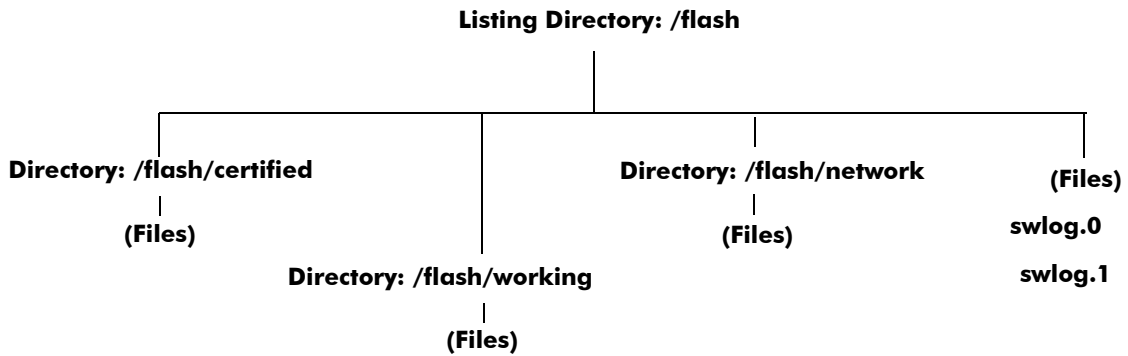 Listing Directory: /flash
Directory: /flash/certified
(Files)
Directory: /flash/working
(Files)
Directory: /flash/network
(Files)
(Files)
swlog.0
swlog.1